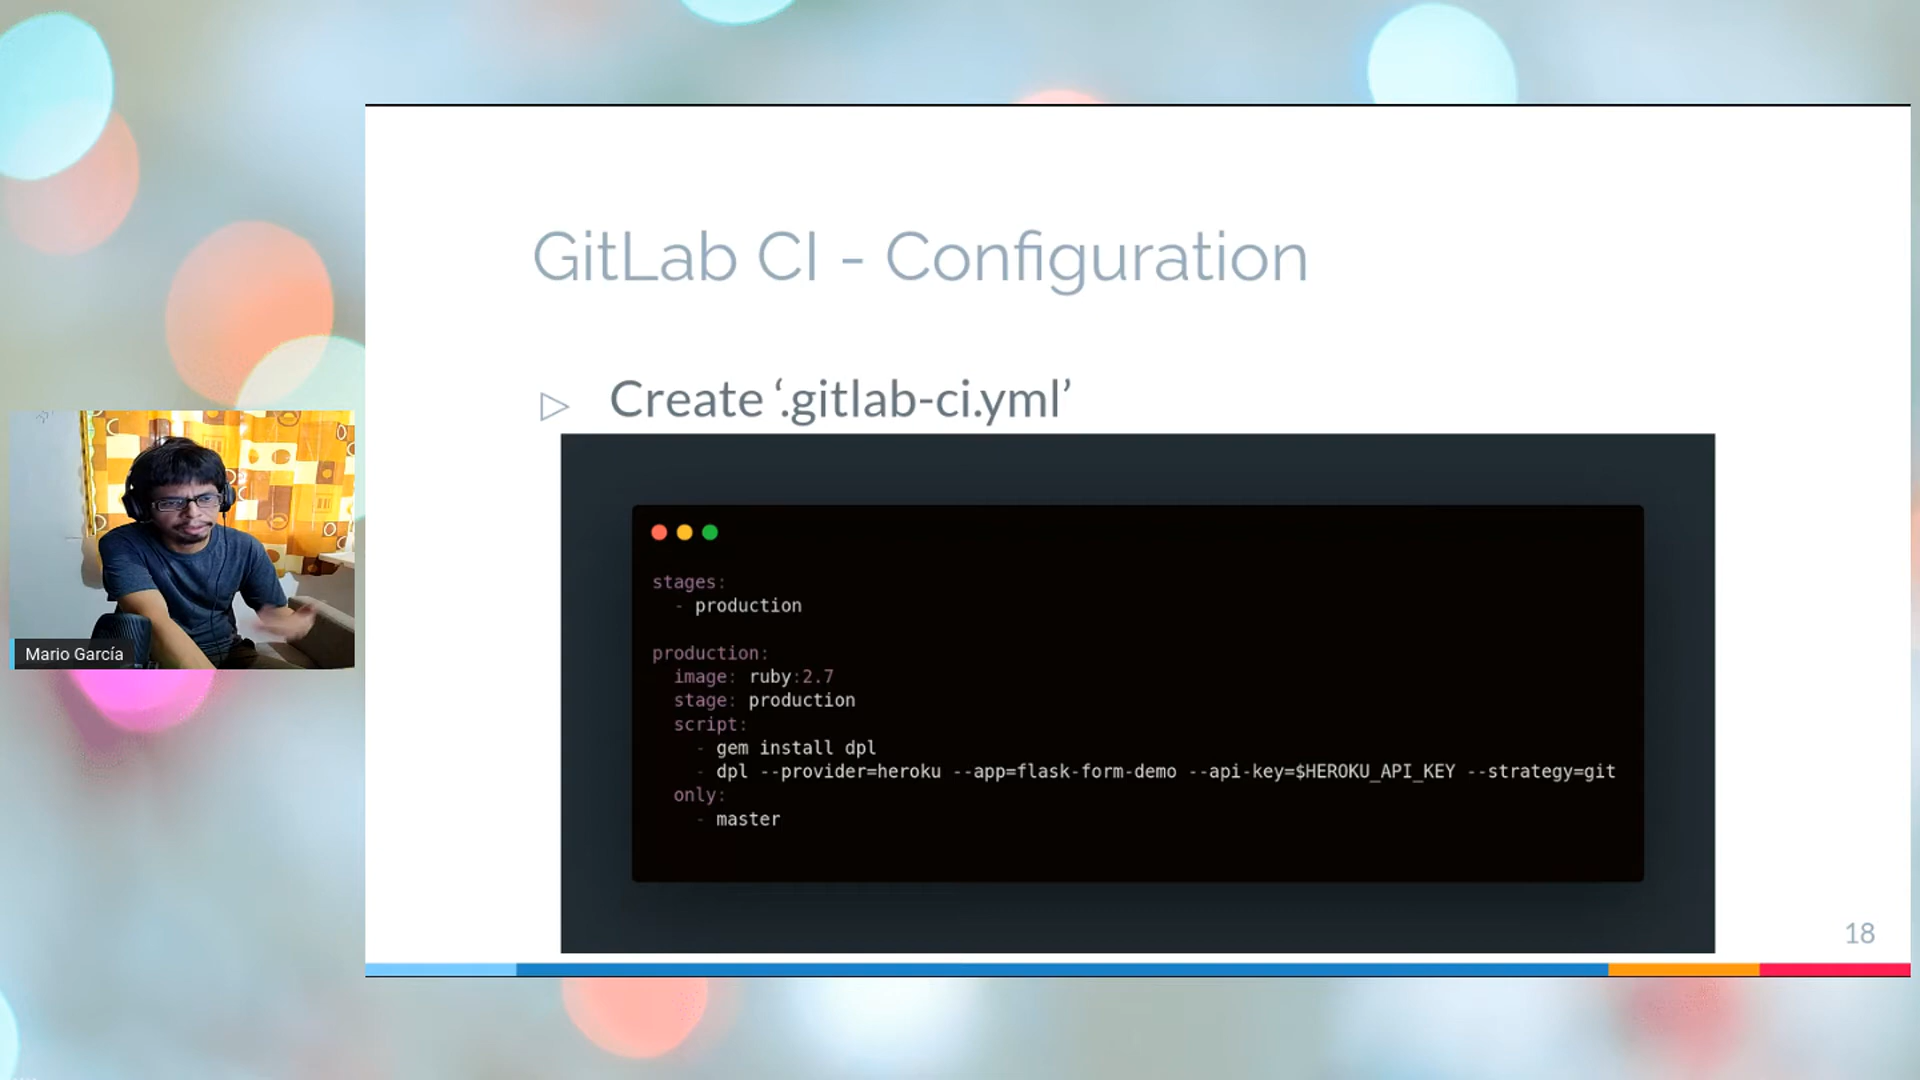 GitLab CI - Configuration
▷ Create ‘.gitlab-ci.yml’
stages:
  - production

production:
  image: ruby:2.7
  stage: production
  script:
    - gem install dpl
    - dpl --provider=heroku --app=flask-form-demo --api-key=$HEROKU_API_KEY --strategy=git
  only:
    - master
18
Mario García